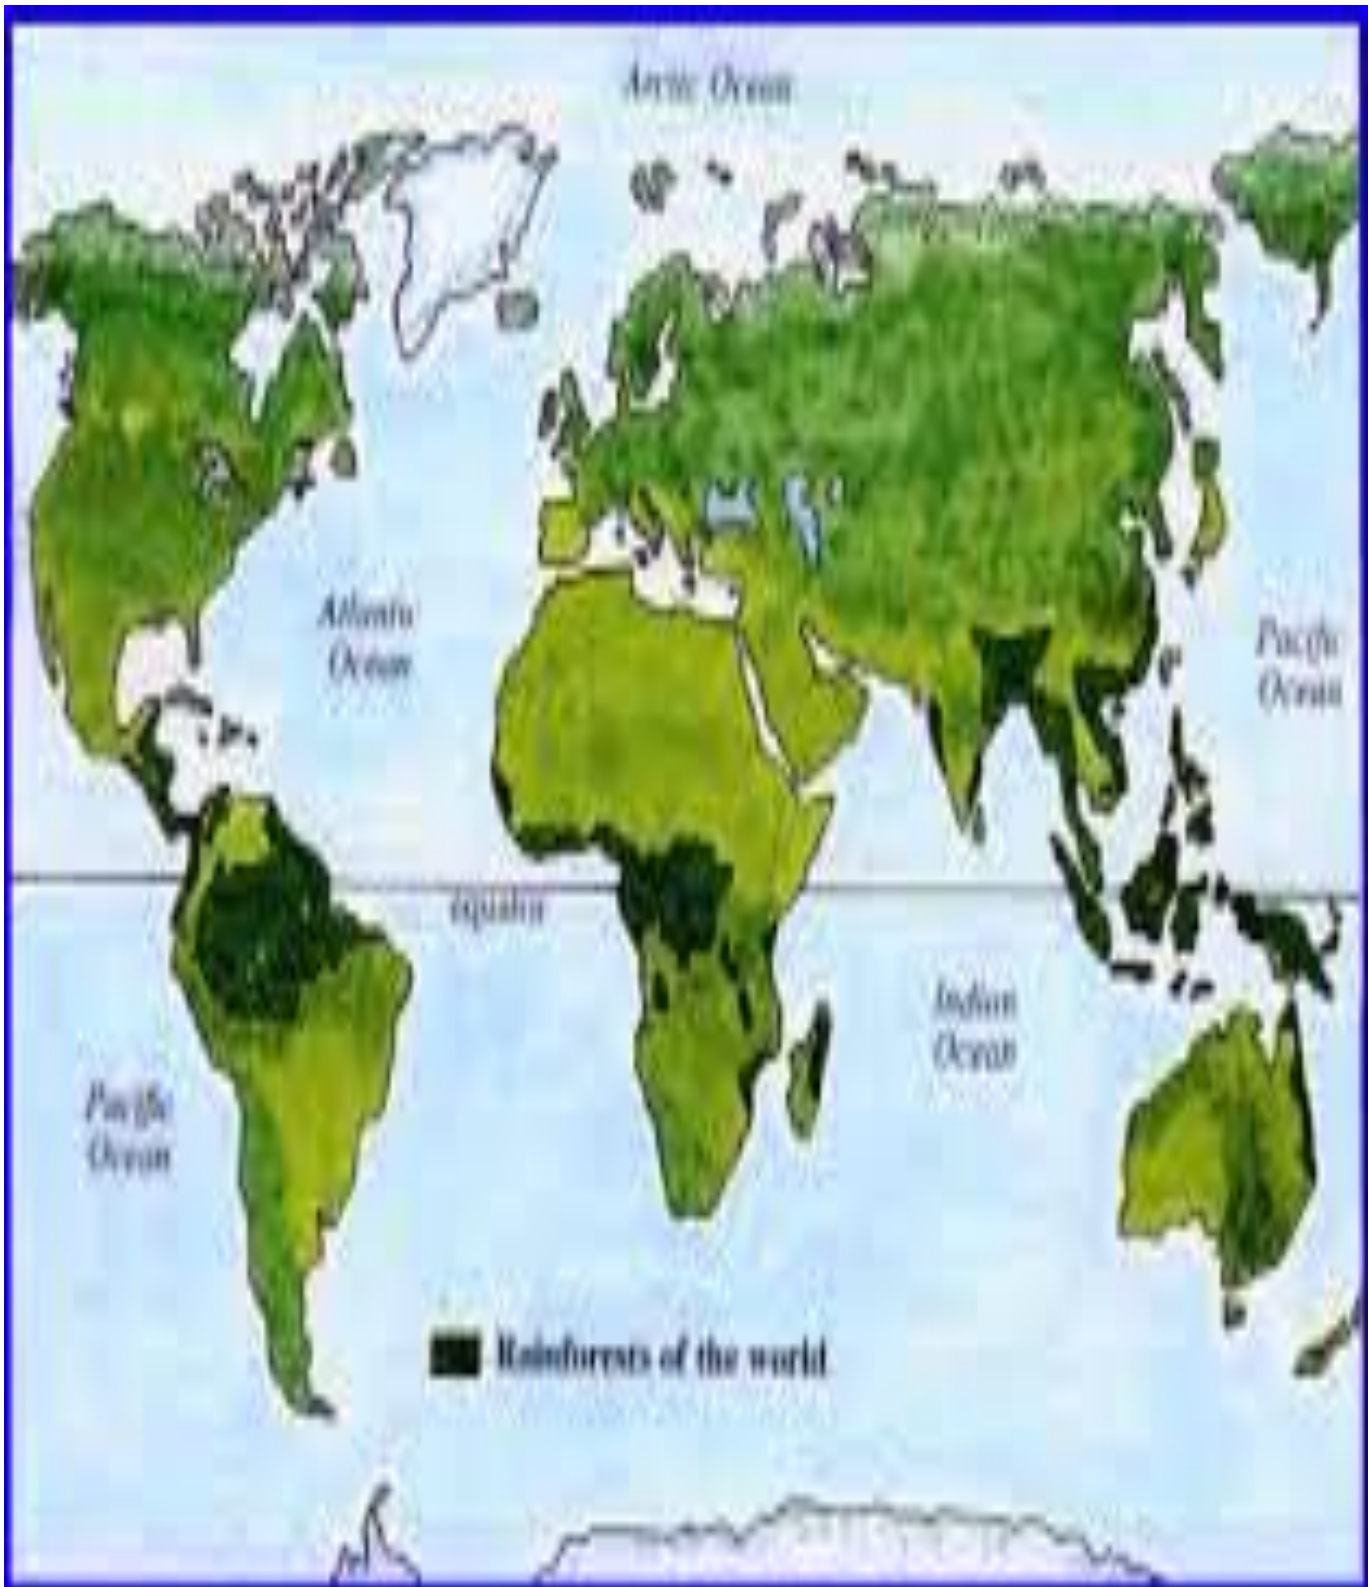 Arctic Ocean
Atlantic
Ocean
Pacific
Ocean
equator
Indian
Ocean
Pacific
Ocean
Rainforests of the world